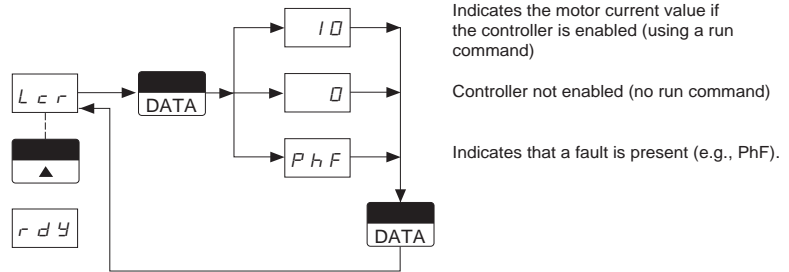 Lcr
DATA
10
Indicates the motor current value if
the controller is enabled (using a run
command)
0
Controller not enabled (no run command)
PhF
Indicates that a fault is present (e.g., PhF).
rdY
DATA